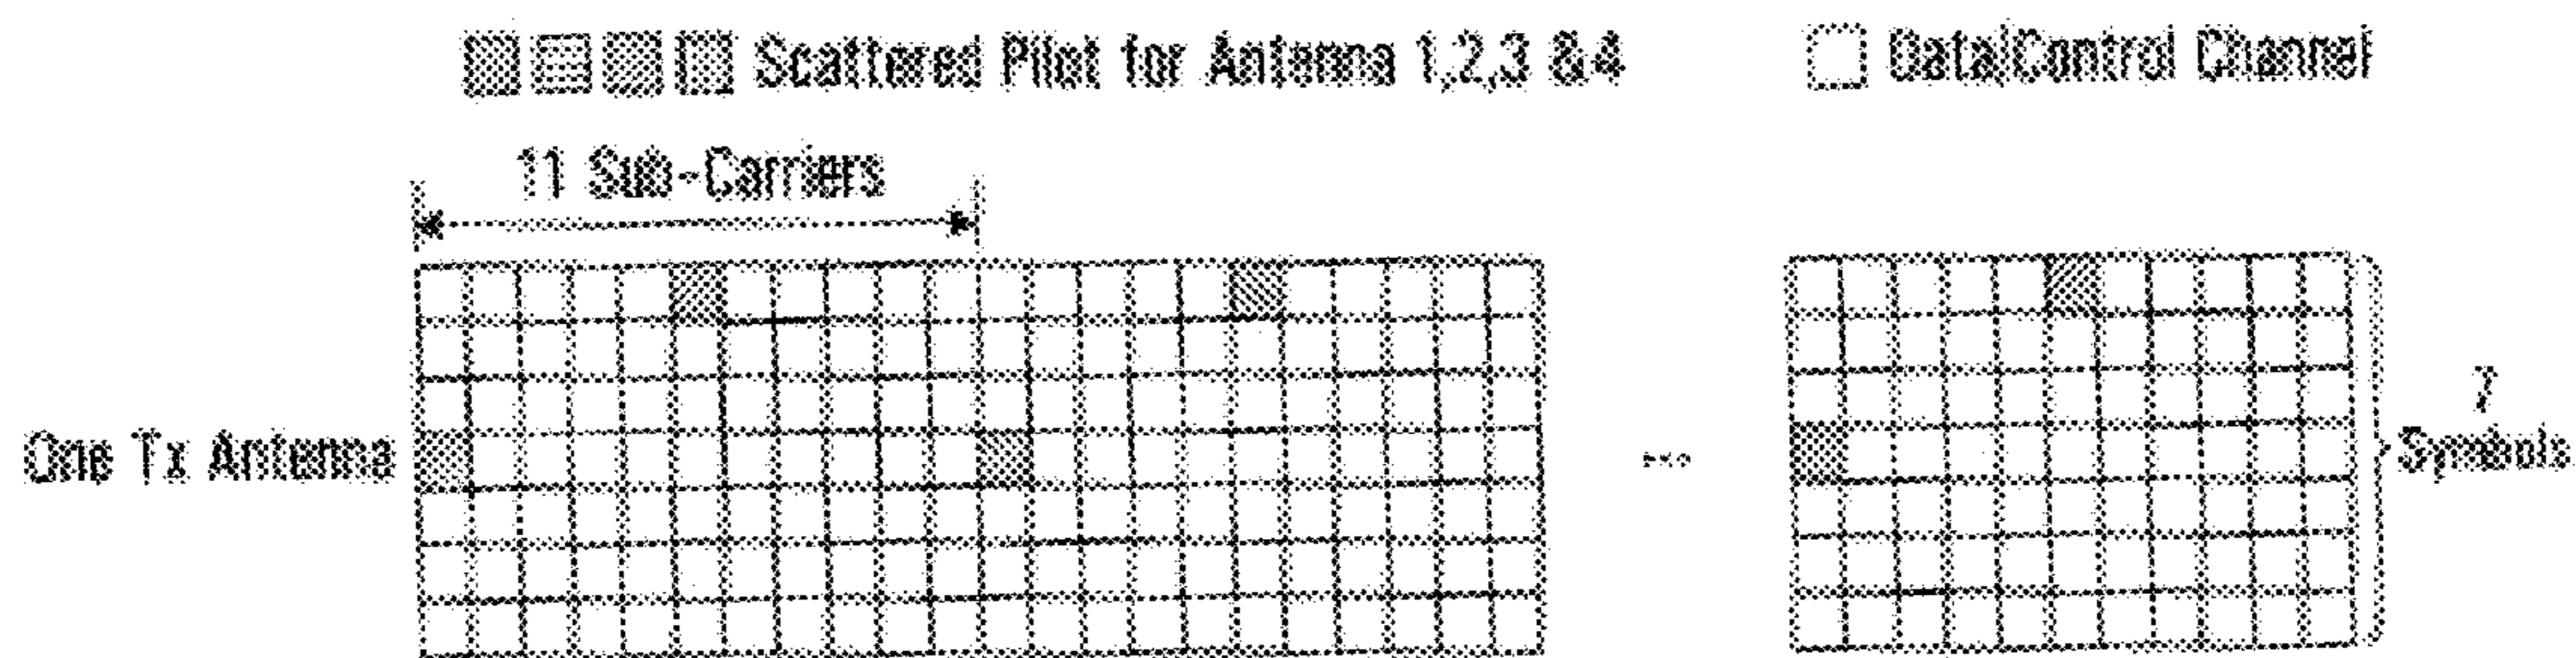 Scattered Pilot for Antenna 1,2,3 &4
Data/Control Channel
11 Sub-Carriers
One Tx Antenna
7
Symbols